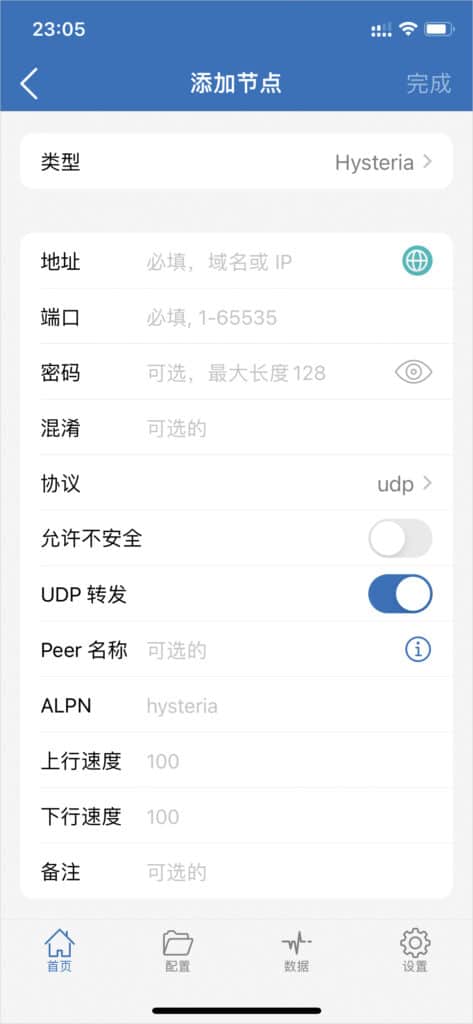 23:05
添加节点 完成
类型 Hysteria
地址 必填，域名或 IP
端口 必填, 1-65535
密码 可选，最大长度128
混淆 可选的
协议 udp
允许不安全
UDP 转发
Peer 名称 可选的
ALPN hysteria
上行速度 100
下行速度 100
备注 可选的
首页 配置 数据 设置